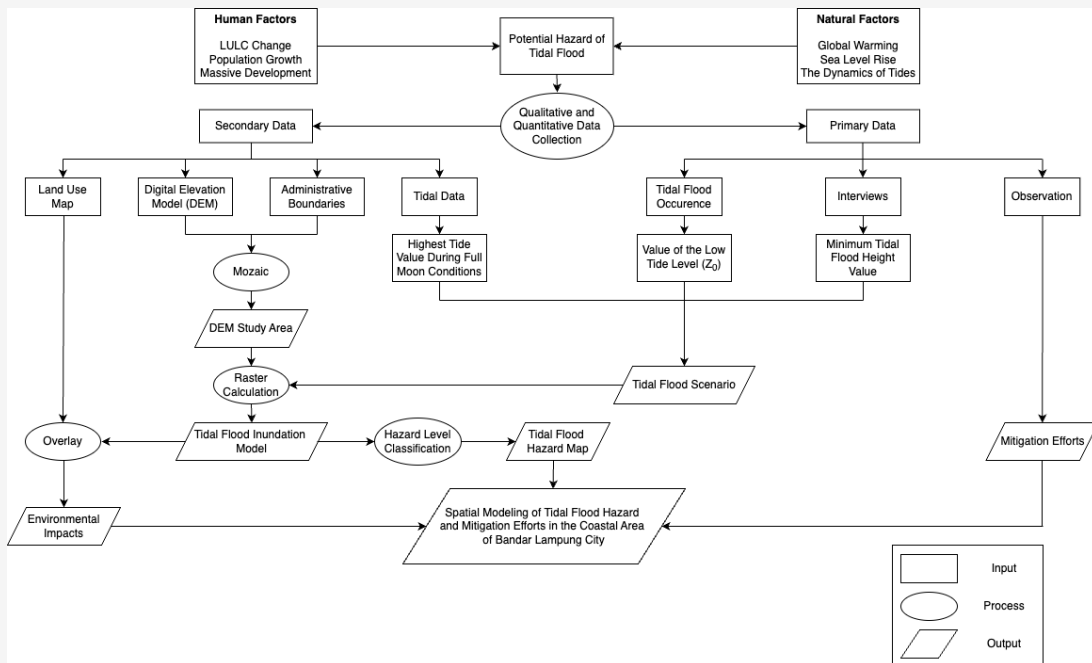 Human Factors
LULC Change
Population Growth
Massive Development
Potential Hazard of
Tidal Flood
Natural Factors
Global Warming
Sea Level Rise
The Dynamics of Tides
Secondary Data
Qualitative and
Quantitative Data
Collection
Primary Data
Land Use
Map
Digital Elevation
Model (DEM)
Administrative
Boundaries
Tidal Data
Tidal Flood
Occurence
Interviews
Observation
Highest Tide
Value During Full
Moon Conditions
Value of the Low
Tide Level (Z₀)
Minimum Tidal
Flood Height
Value
Mozaic
DEM Study Area
Raster
Calculation
Tidal Flood Scenario
Overlay
Tidal Flood Inundation
Model
Hazard Level
Classification
Tidal Flood
Hazard Map
Mitigation Efforts
Environmental
Impacts
Spatial Modeling of Tidal Flood Hazard
and Mitigation Efforts in the Coastal Area
of Bandar Lampung City
Input
Process
Output